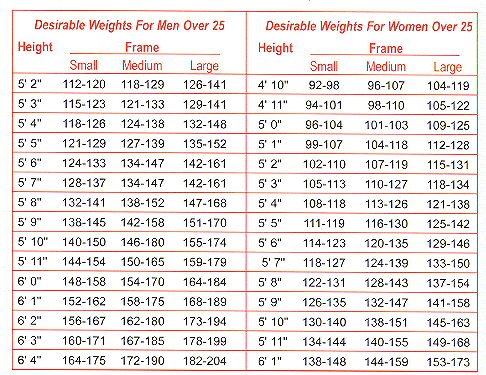 Desirable Weights For Men Over 25 Desirable Weights For Women Over 25
Height Frame Height Frame
Small Medium Large Small Medium Large
5' 2" 112-120 118-129 126-141 4' 10" 92-98 96-107 104-119
5' 3" 115-123 121-133 129-141 4' 11" 94-101 98-110 105-122
5' 4" 118-126 124-138 132-148 5' 0" 96-104 101-103 109-125
5' 5" 121-129 127-139 135-152 5' 1" 99-107 104-118 112-128
5' 6" 124-133 134-147 142-161 5' 2" 102-110 107-119 115-131
5' 7" 128-137 134-147 142-161 5' 3" 105-113 110-127 118-134
5' 8" 132-141 138-152 147-168 5' 4" 108-118 113-126 121-138
5' 9" 138-145 142-158 151-170 5' 5" 111-119 116-130 125-142
5' 10" 140-150 146-180 155-174 5' 6" 114-123 120-135 129-146
5' 11" 144-154 150-165 159-179 5' 7" 118-127 124-139 133-150
6' 0" 148-158 154-170 164-184 5' 8" 122-131 128-143 137-154
6' 1" 152-162 158-175 168-189 5' 9" 126-135 132-147 141-158
6' 2" 156-167 162-180 173-194 5' 10" 130-140 138-151 145-163
6' 3" 160-171 167-185 178-199 5' 11" 134-144 140-155 149-168
6' 4" 164-175 172-190 182-204 6' 1" 138-148 144-159 153-173